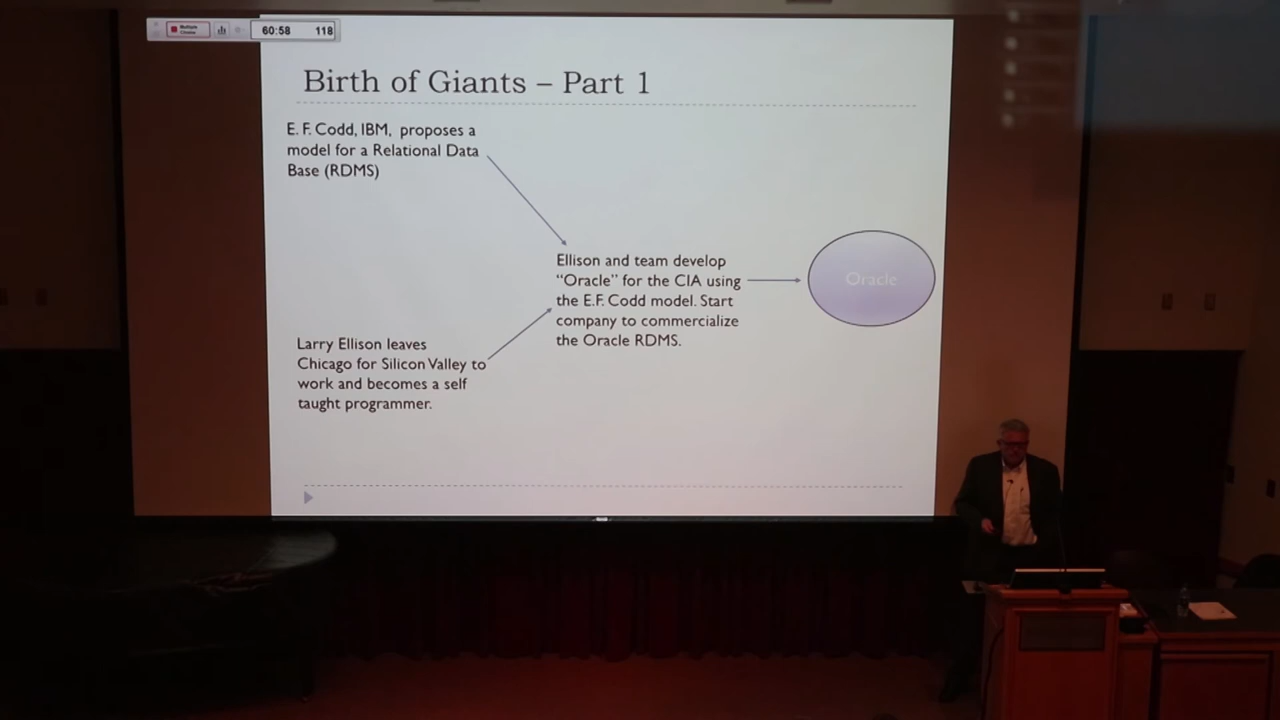 Multiple
Choice
60:58 118
Birth of Giants – Part 1
E. F. Codd, IBM, proposes a
model for a Relational Data
Base (RDMS)
Ellison and team develop
“Oracle” for the CIA using
the E.F. Codd model. Start
company to commercialize
the Oracle RDMS.
Oracle
Larry Ellison leaves
Chicago for Silicon Valley to
work and becomes a self
taught programmer.